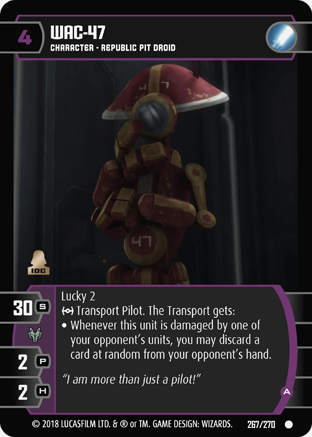 4
WAC-47
CHARACTER • REPUBLIC PIT DROID
47
IDC
30 S
2 P
2 H
Lucky 2
Transport Pilot. The Transport gets:
• Whenever this unit is damaged by one of
your opponent's units, you may discard a
card at random from your opponent's hand.
"I am more than just a pilot!"
A
© 2018 LUCASFILM LTD. & ® or TM. GAME DESIGN: WIZARDS. 267/270